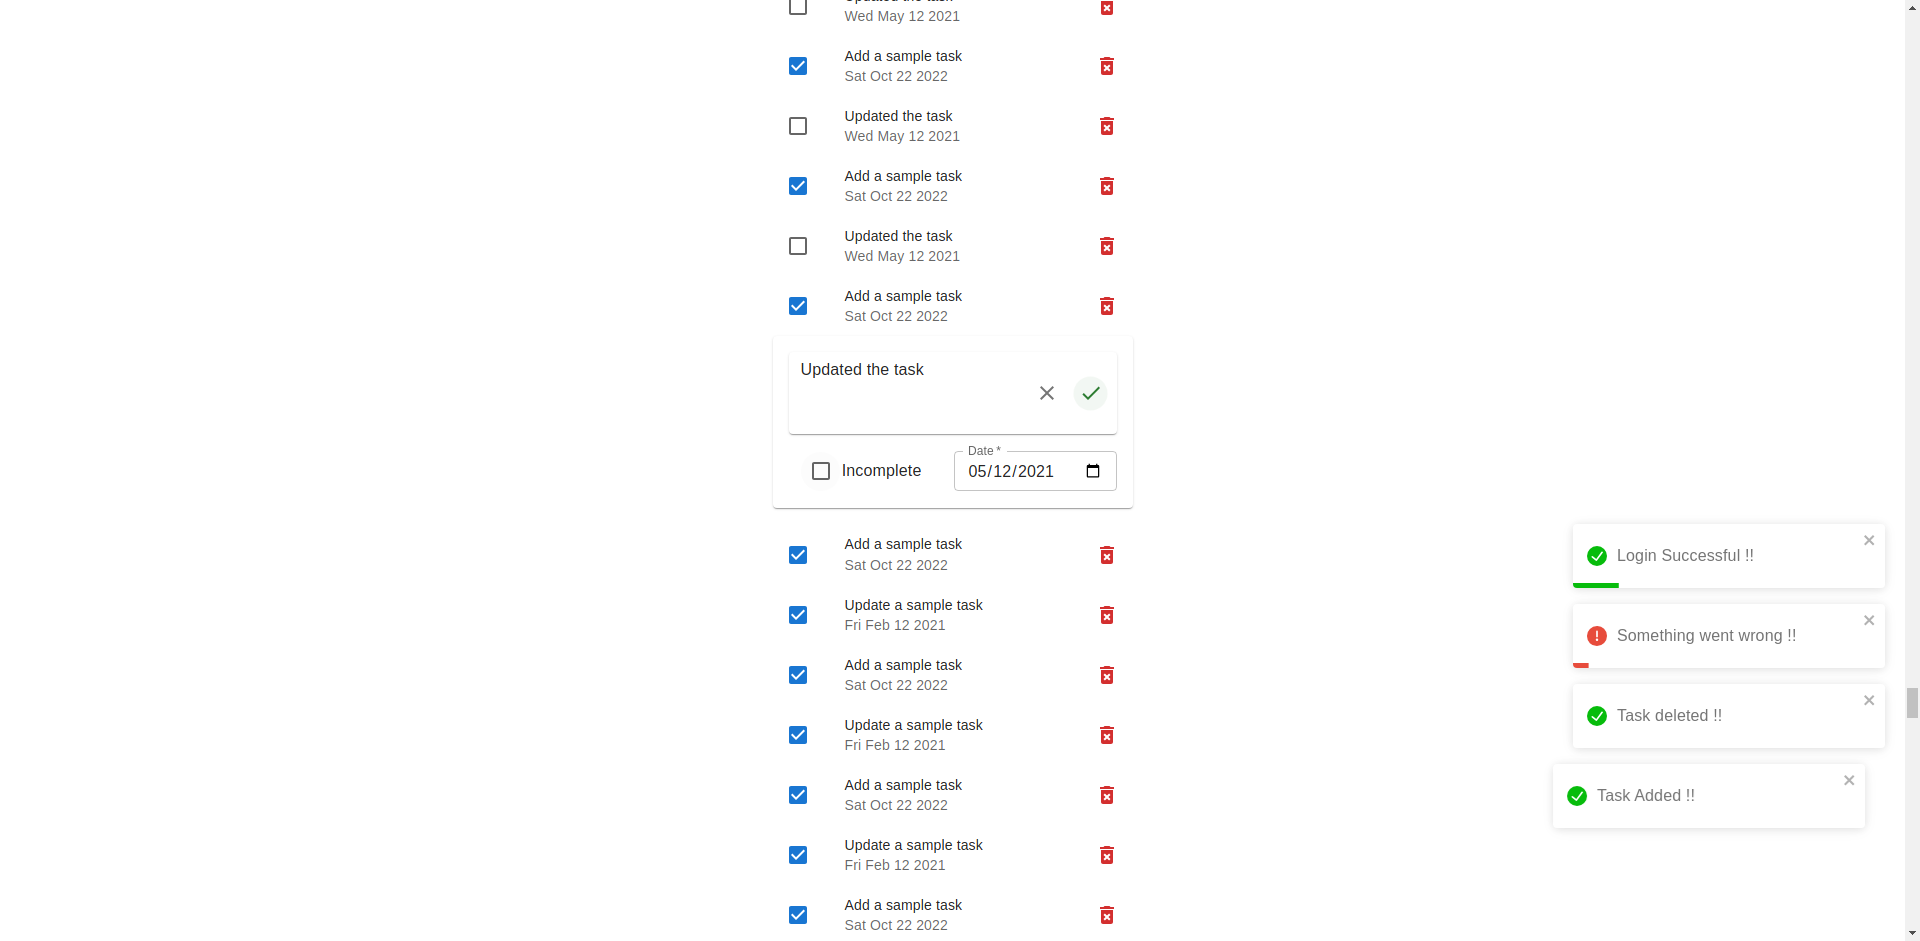 Updated the task
Wed May 12 2021
Add a sample task
Sat Oct 22 2022
Updated the task
Wed May 12 2021
Add a sample task
Sat Oct 22 2022
Updated the task
Wed May 12 2021
Add a sample task
Sat Oct 22 2022
Updated the task
Incomplete
Date *
05/12/2021
Add a sample task
Sat Oct 22 2022
Update a sample task
Fri Feb 12 2021
Add a sample task
Sat Oct 22 2022
Update a sample task
Fri Feb 12 2021
Add a sample task
Sat Oct 22 2022
Update a sample task
Fri Feb 12 2021
Add a sample task
Sat Oct 22 2022
Login Successful !!
Something went wrong !!
Task deleted !!
Task Added !!